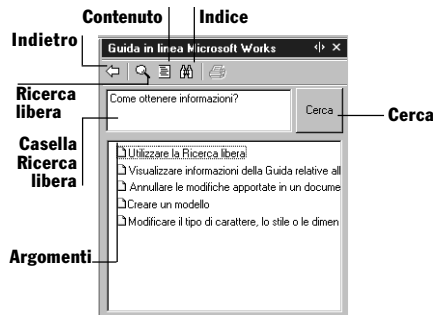 Contenuto Indice
Indietro
Guida in linea Microsoft Works
Ricerca libera
Come ottenere informazioni?
Cerca
Cerca
Casella Ricerca libera
Utilizzare la Ricerca libera
Visualizzare informazioni della Guida relative all
Annullare le modifiche apportate in un docume
Creare un modello
Modificare il tipo di carattere, lo stile o le dimen
Argomenti